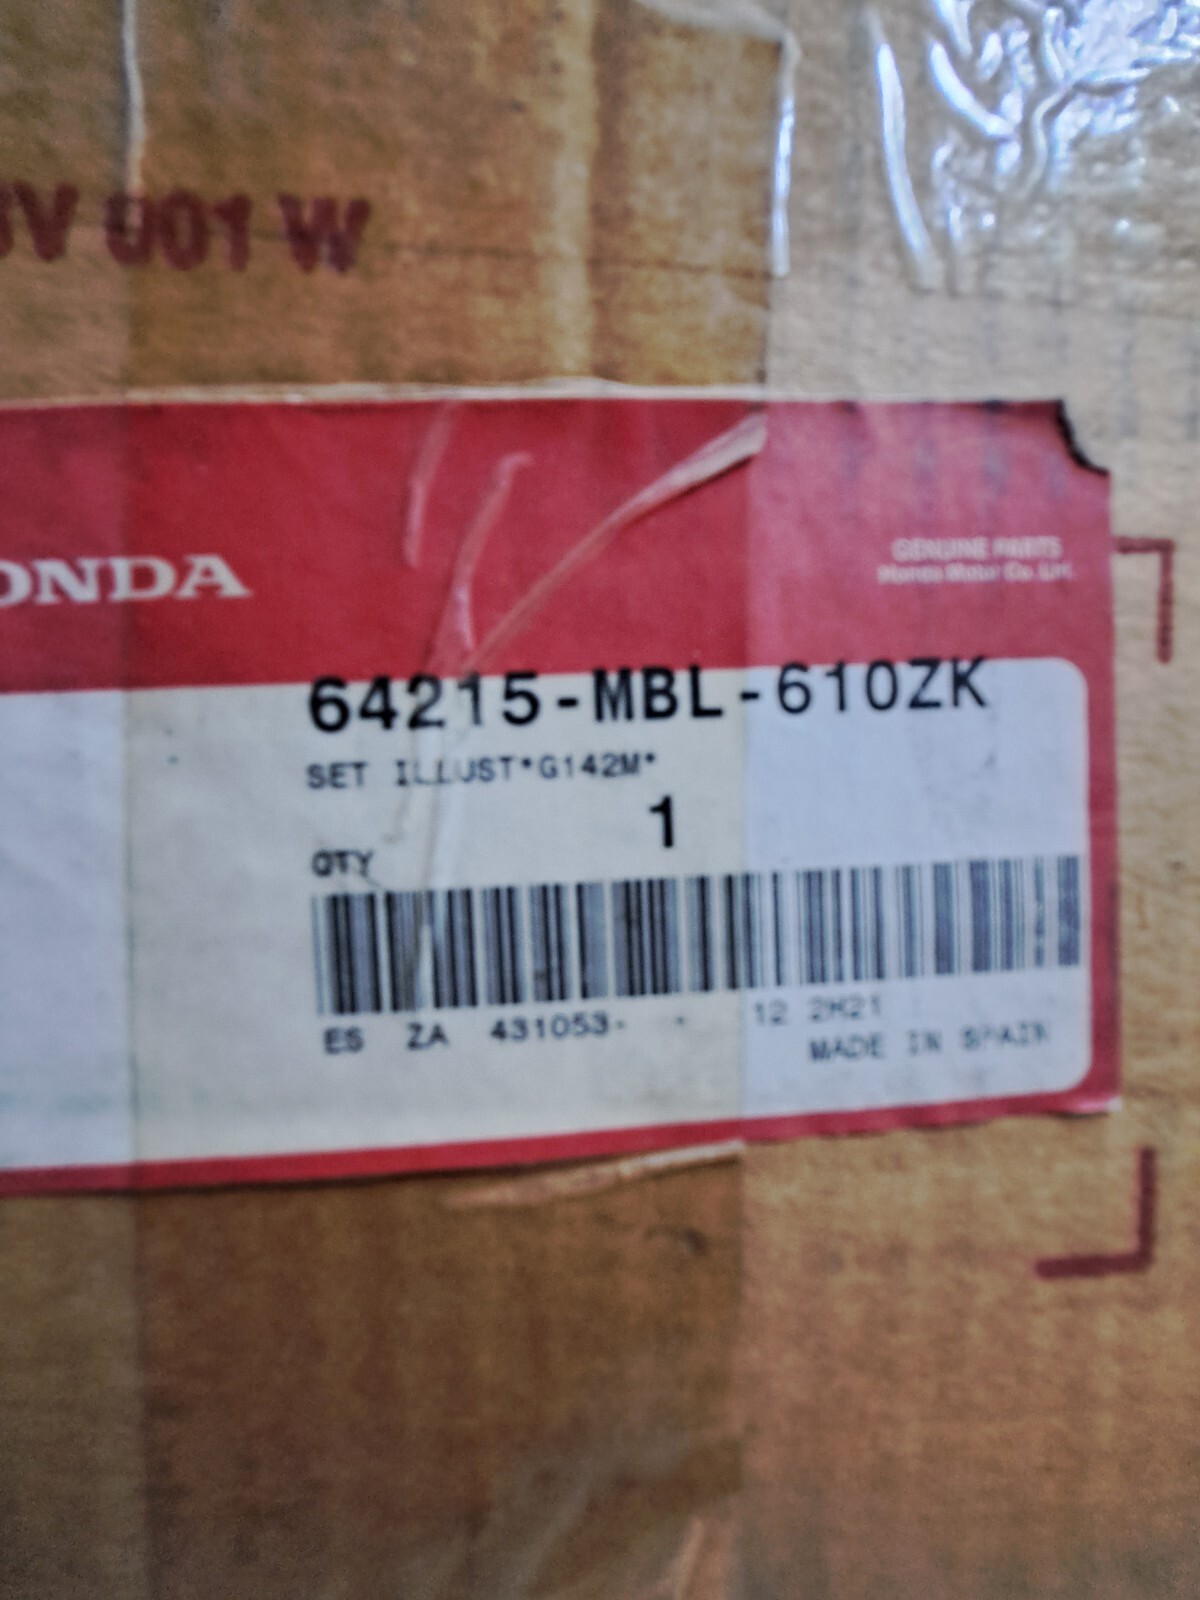 V 001 W
ONDA
GENUINE PARTS
Honda Motor Co. Ltd.
64215-MBL-610ZK
SET ILLUST*G142M*
1
QTY
ES ZA 431053- - 12 2H21
MADE IN SPAIN